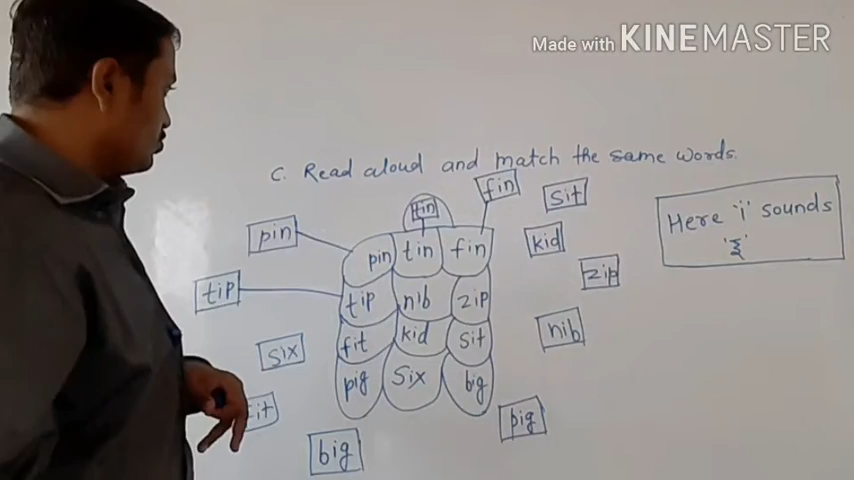 Made with KINEMASTER
C. Read aloud and match the same words.
tin
fin
sit
pin
kid
Here 'i' sounds
'इ'
pin tin fin
zip
tip
tip nib zip
nib
six
fit kid sit
pig six big
pig
big